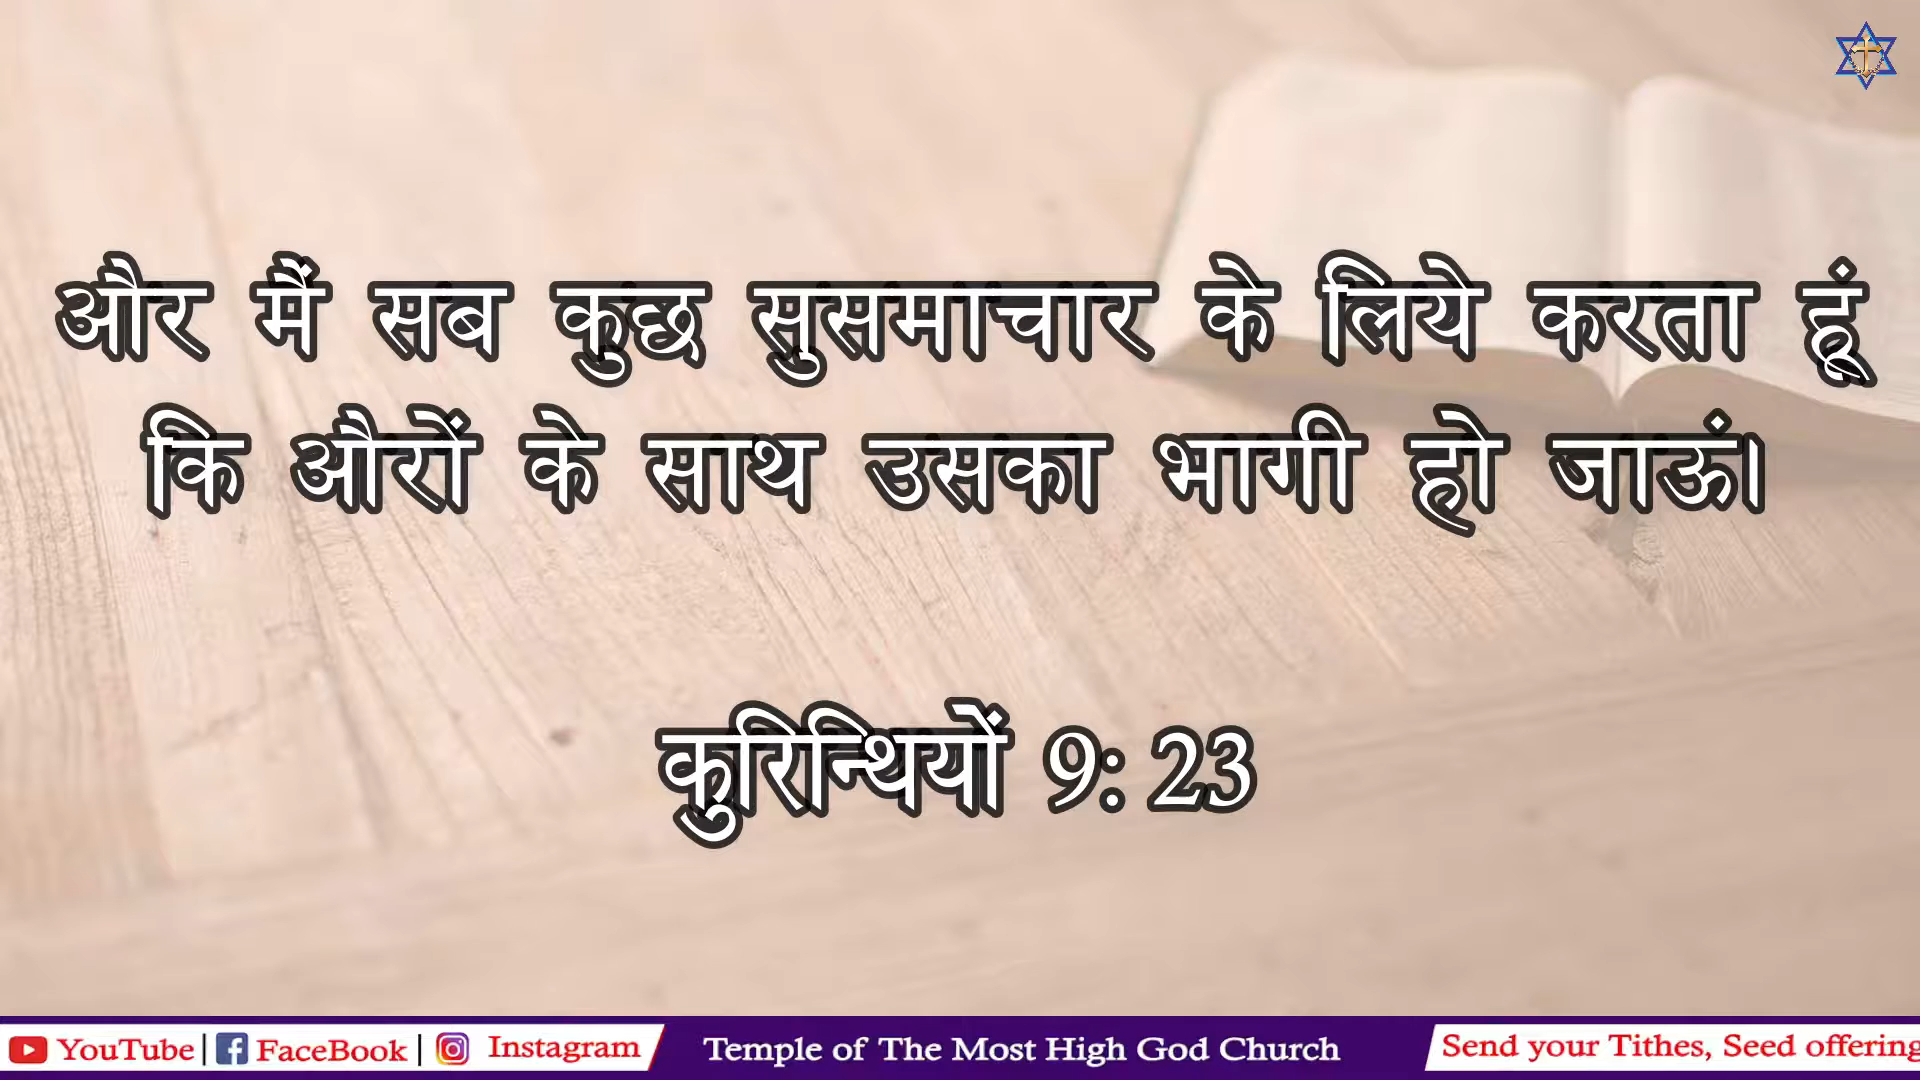 और मैं सब कुछ सुसमाचार के लिये करता हूं
कि औरों के साथ उसका भागी हो जाऊं।
कुरिन्थियों 9: 23
YouTube | FaceBook | Instagram Temple of The Most High God Church Send your Tithes, Seed offering